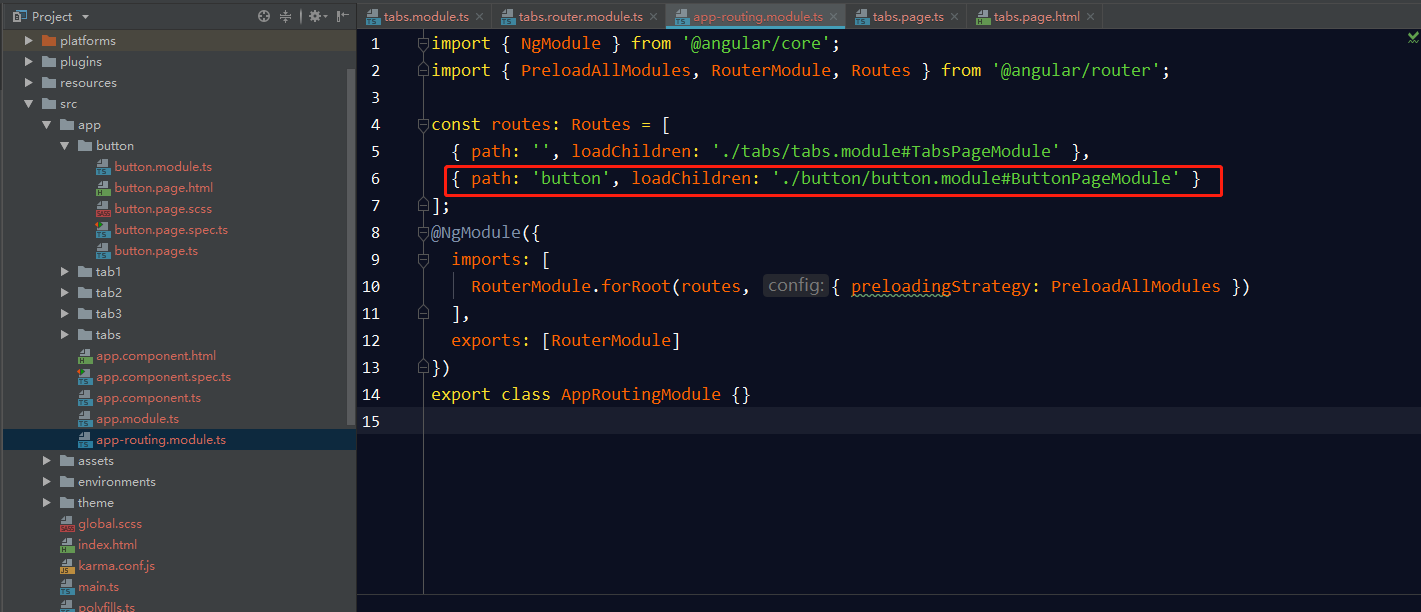 Project
platforms
plugins
resources
src
app
button
button.module.ts
button.page.html
button.page.scss
button.page.spec.ts
button.page.ts
tab1
tab2
tab3
tabs
app.component.html
app.component.spec.ts
app.component.ts
app.module.ts
app-routing.module.ts
assets
environments
theme
global.scss
index.html
karma.conf.js
main.ts
polyfills.ts
tabs.module.ts
tabs.router.module.ts
app-routing.module.ts
tabs.page.ts
tabs.page.html
1 import { NgModule } from '@angular/core';
2 import { PreloadAllModules, RouterModule, Routes } from '@angular/router';
3
4 const routes: Routes = [
5 { path: '', loadChildren: './tabs/tabs.module#TabsPageModule' },
6 { path: 'button', loadChildren: './button/button.module#ButtonPageModule' }
7 ];
8 @NgModule({
9 imports: [
10 RouterModule.forRoot(routes, config: { preloadingStrategy: PreloadAllModules })
11 ],
12 exports: [RouterModule]
13 })
14 export class AppRoutingModule {}
15